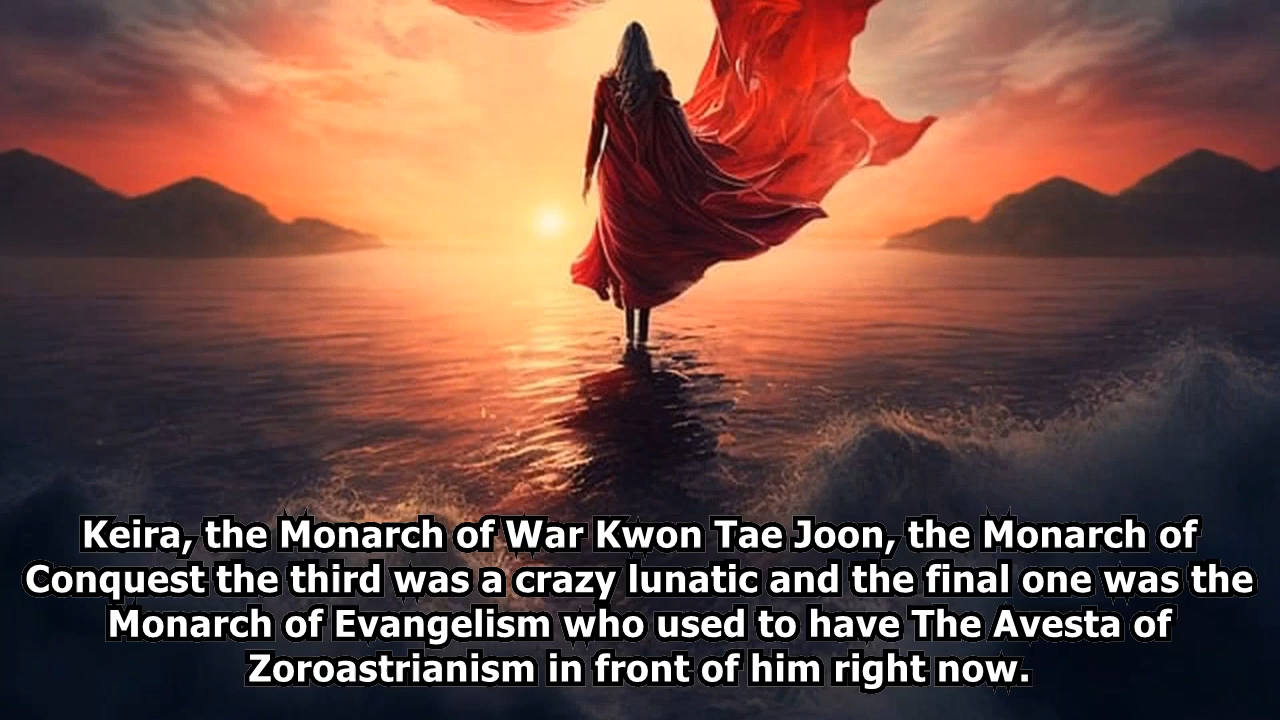 Keira, the Monarch of War Kwon Tae Joon, the Monarch of
Conquest the third was a crazy lunatic and the final one was the
Monarch of Evangelism who used to have The Avesta of
Zoroastrianism in front of him right now.